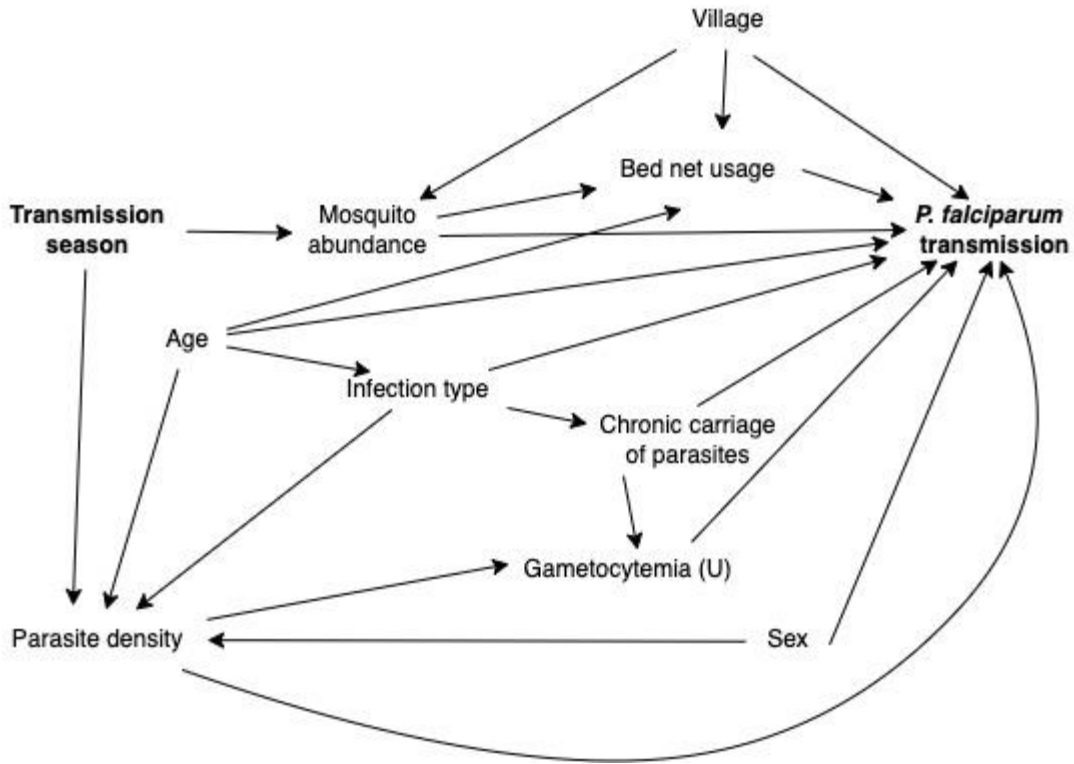 Village
Bed net usage
Transmission
season
Mosquito
abundance
P. falciparum
transmission
Age
Infection type
Chronic carriage
of parasites
Gametocytemia (U)
Parasite density
Sex